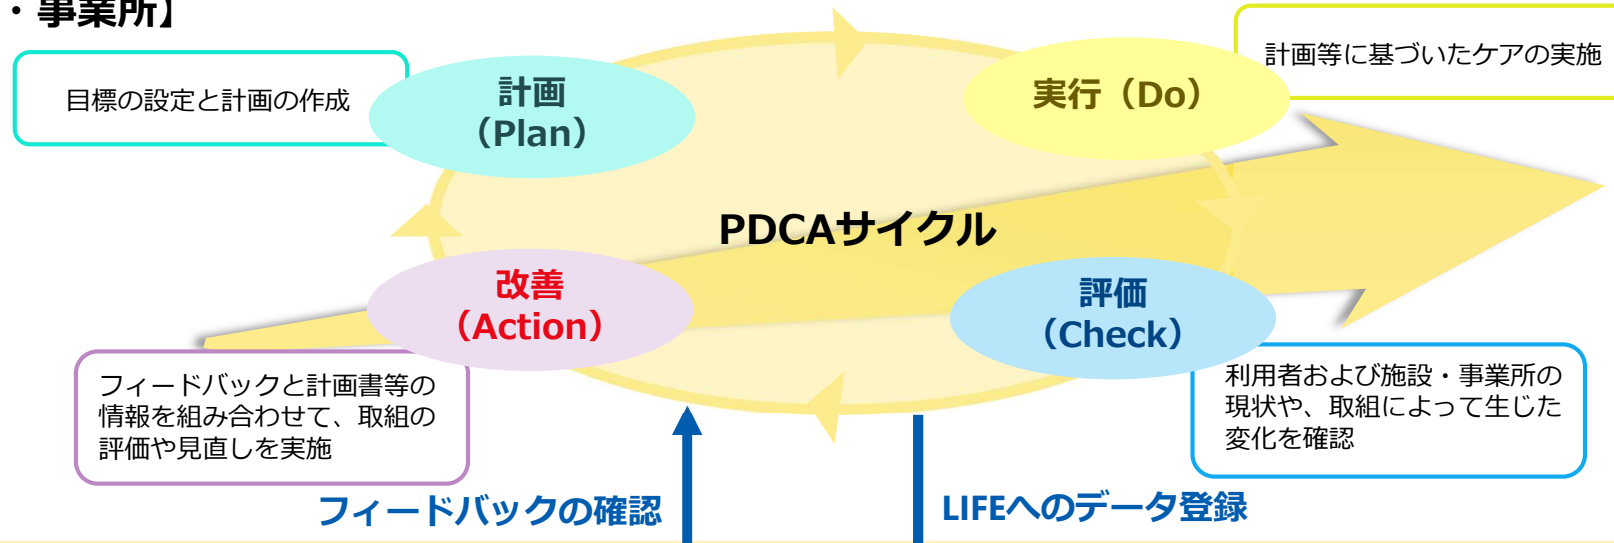 ・事業所】
目標の設定と計画の作成
計画
（Plan）
実行（Do）
計画等に基づいたケアの実施
PDCAサイクル
改善
（Action）
評価
（Check）
フィードバックと計画書等の
情報を組み合わせて、取組の
評価や見直しを実施
利用者および施設・事業所の
現状や、取組によって生じた
変化を確認
フィードバックの確認
LIFEへのデータ登録